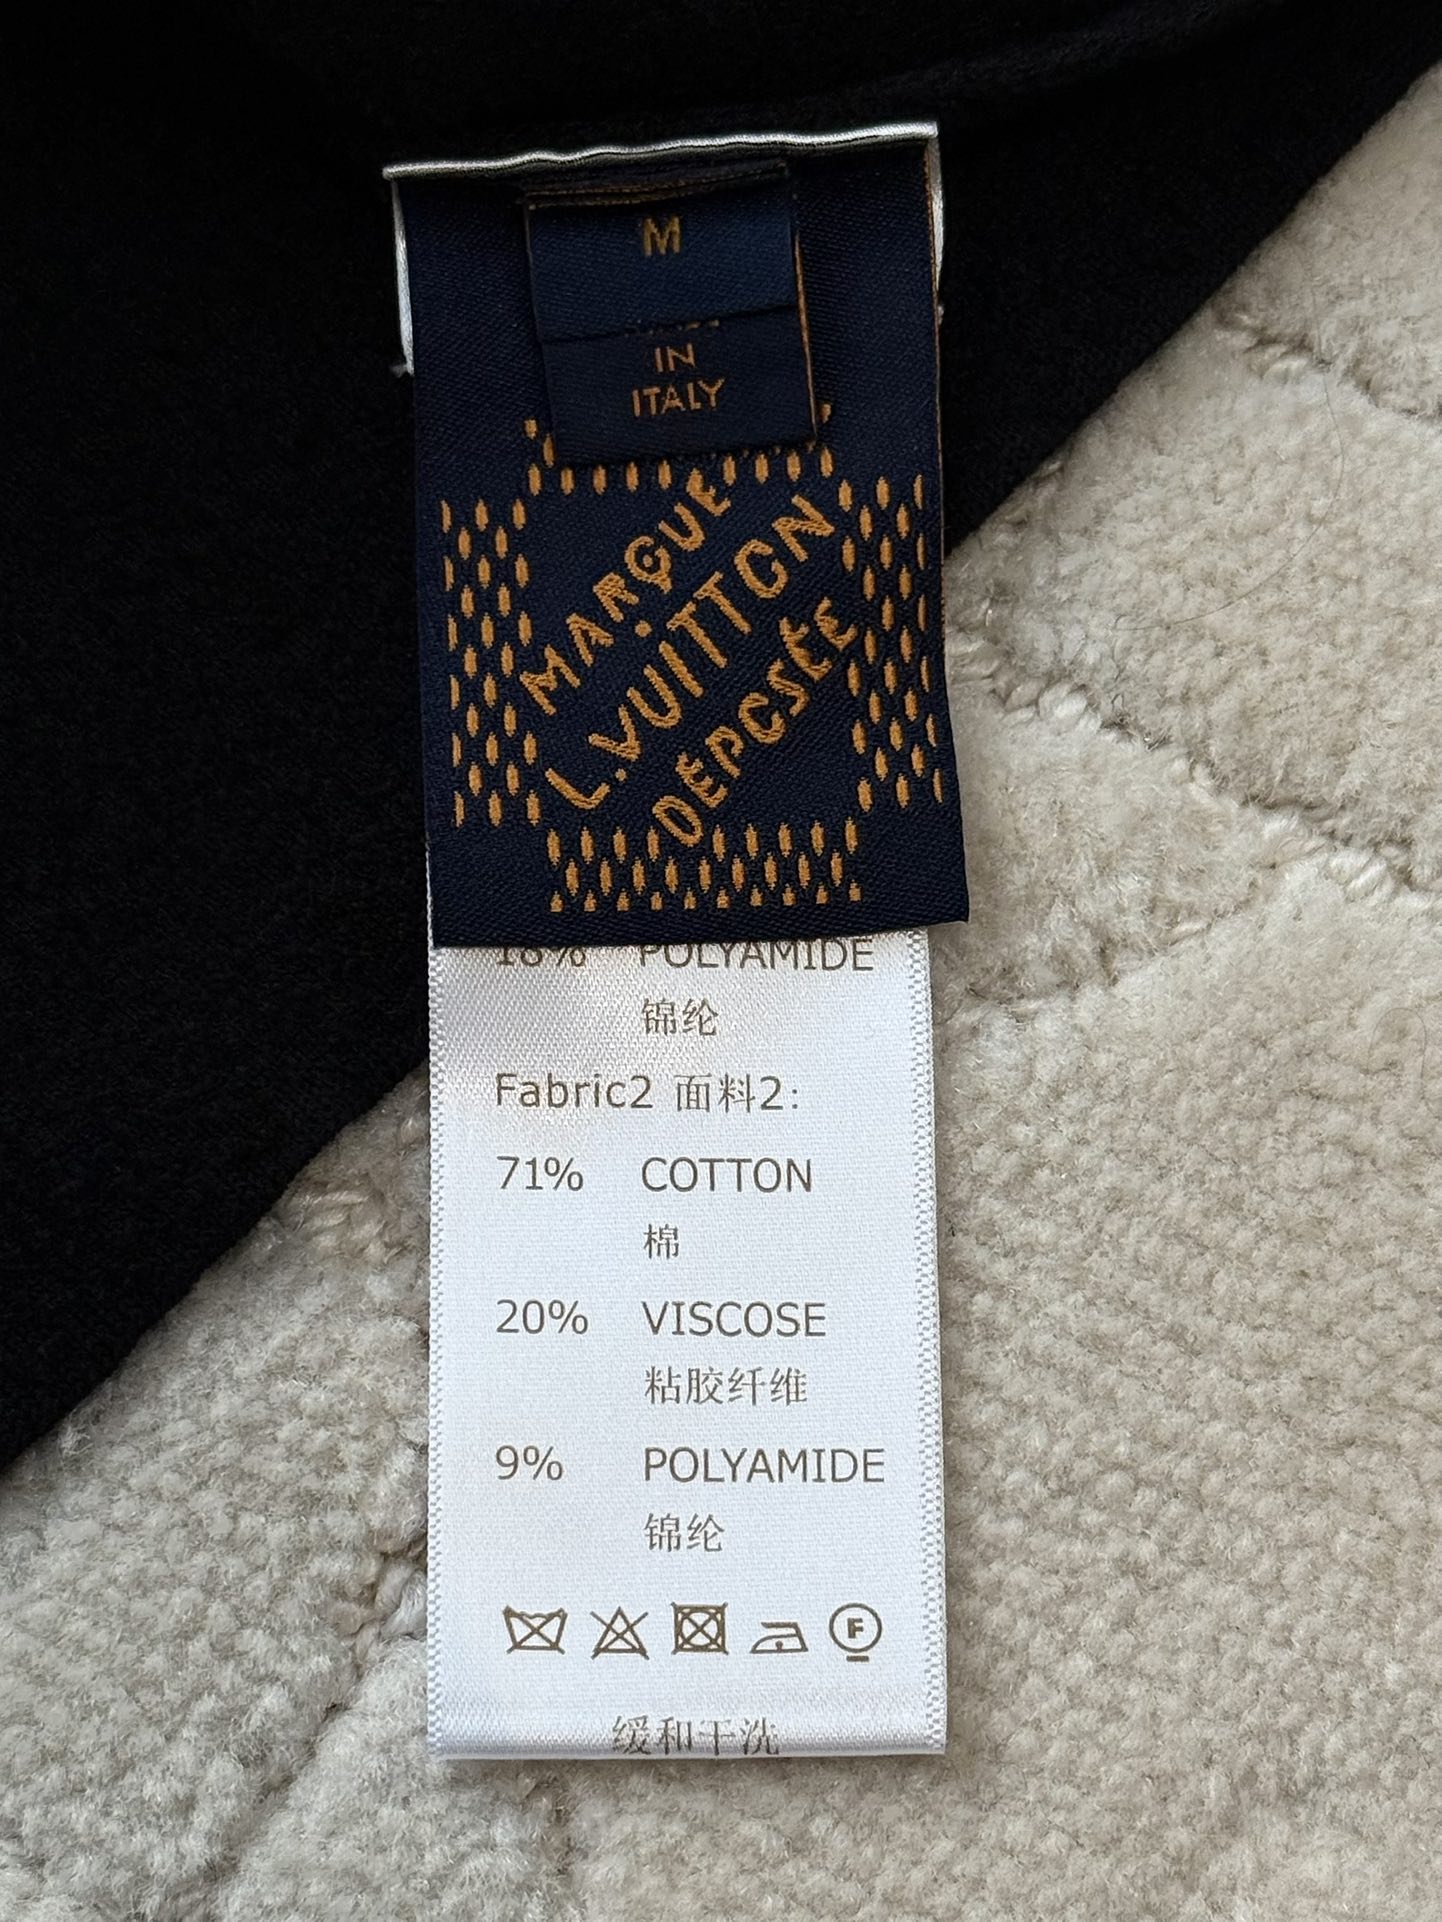 M
IN
ITALY
MARQUE
L.VUITTON
DÉPOSÉE
18% POLYAMIDE
锦纶
Fabric2 面料2:
71% COTTON
棉
20% VISCOSE
粘胶纤维
9% POLYAMIDE
锦纶
F
缓和干洗